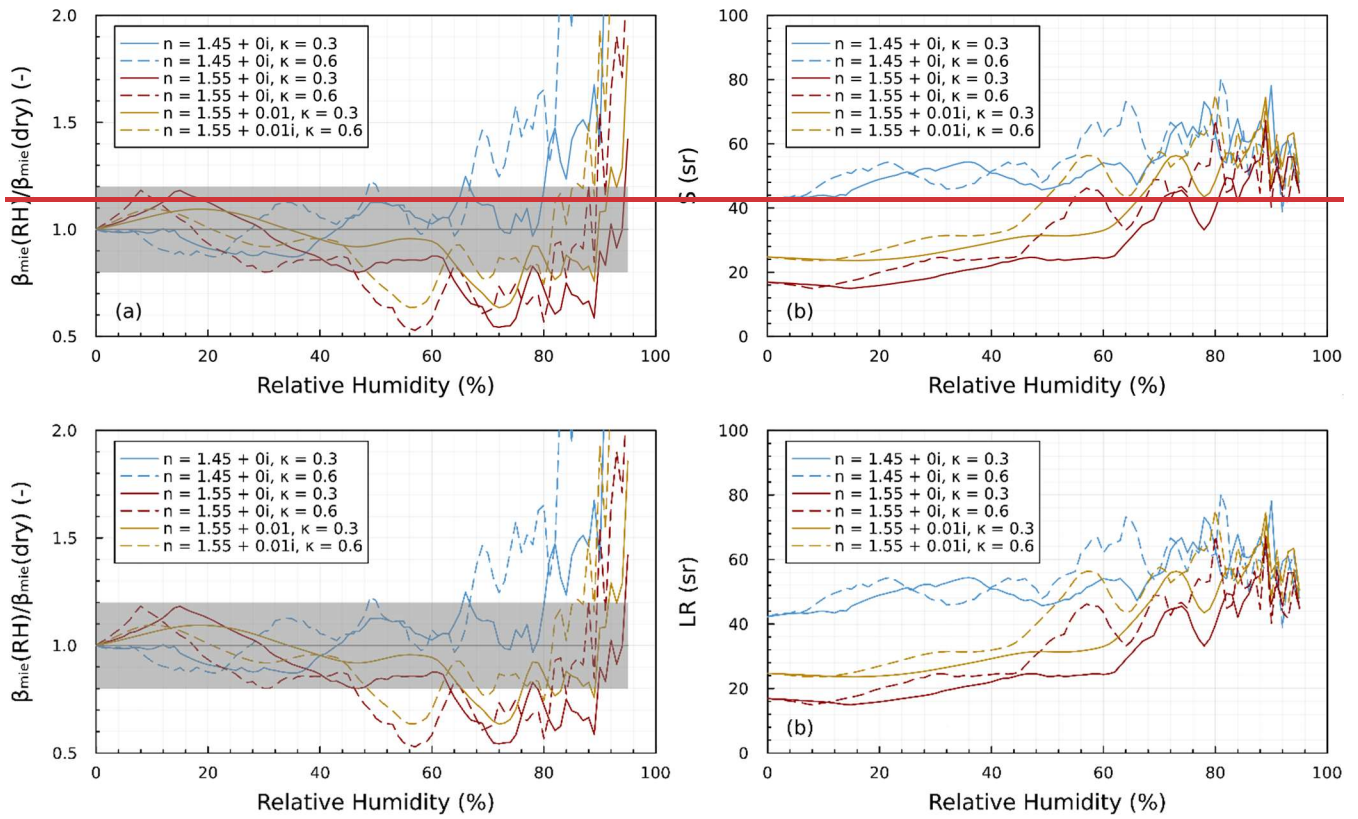 2.0
1.5
1.0
0.5
βmie(RH)/βmie(dry) (-)
n = 1.45 + 0i, κ = 0.3
n = 1.45 + 0i, κ = 0.6
n = 1.55 + 0i, κ = 0.3
n = 1.55 + 0i, κ = 0.6
n = 1.55 + 0.01, κ = 0.3
n = 1.55 + 0.01i, κ = 0.6
(a)
0 20 40 60 80 100
Relative Humidity (%)
100
80
60
40
20
0
S (sr)
n = 1.45 + 0i, κ = 0.3
n = 1.45 + 0i, κ = 0.6
n = 1.55 + 0i, κ = 0.3
n = 1.55 + 0i, κ = 0.6
n = 1.55 + 0.01i, κ = 0.3
n = 1.55 + 0.01i, κ = 0.6
(b)
0 20 40 60 80 100
Relative Humidity (%)
2.0
1.5
1.0
0.5
βmie(RH)/βmie(dry) (-)
n = 1.45 + 0i, κ = 0.3
n = 1.45 + 0i, κ = 0.6
n = 1.55 + 0i, κ = 0.3
n = 1.55 + 0i, κ = 0.6
n = 1.55 + 0.01, κ = 0.3
n = 1.55 + 0.01i, κ = 0.6
0 20 40 60 80 100
Relative Humidity (%)
100
80
60
40
20
0
LR (sr)
n = 1.45 + 0i, κ = 0.3
n = 1.45 + 0i, κ = 0.6
n = 1.55 + 0i, κ = 0.3
n = 1.55 + 0i, κ = 0.6
n = 1.55 + 0.01i, κ = 0.3
n = 1.55 + 0.01i, κ = 0.6
(b)
0 20 40 60 80 100
Relative Humidity (%)